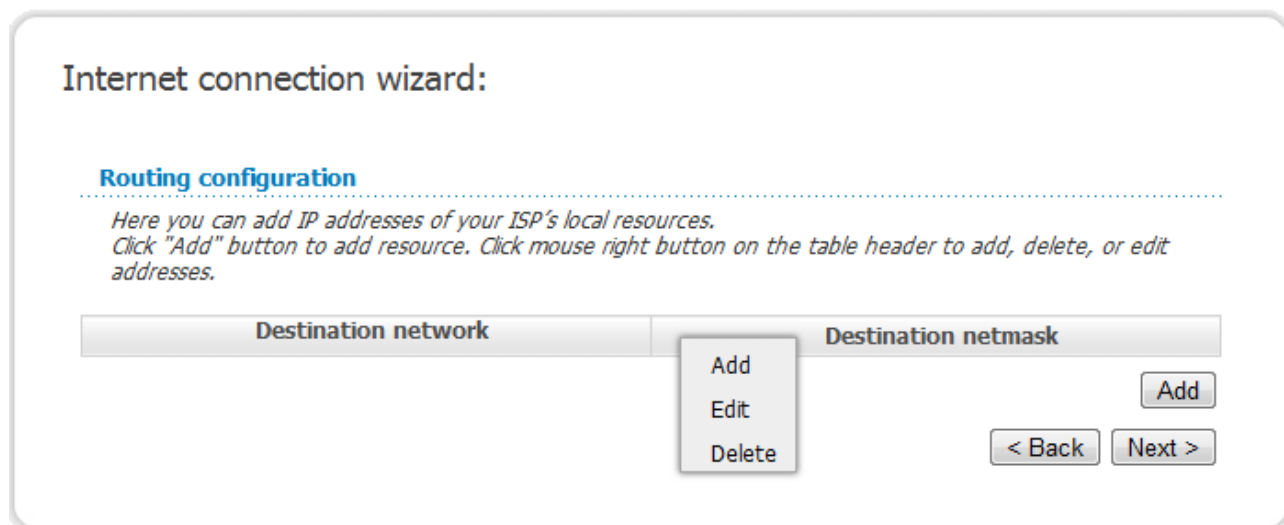 Internet connection wizard:
Routing configuration
Here you can add IP addresses of your ISP's local resources.
Click "Add" button to add resource. Click mouse right button on the table header to add, delete, or edit
addresses.
Destination network Destination netmask
Add
Edit
Delete
Add
< Back Next >